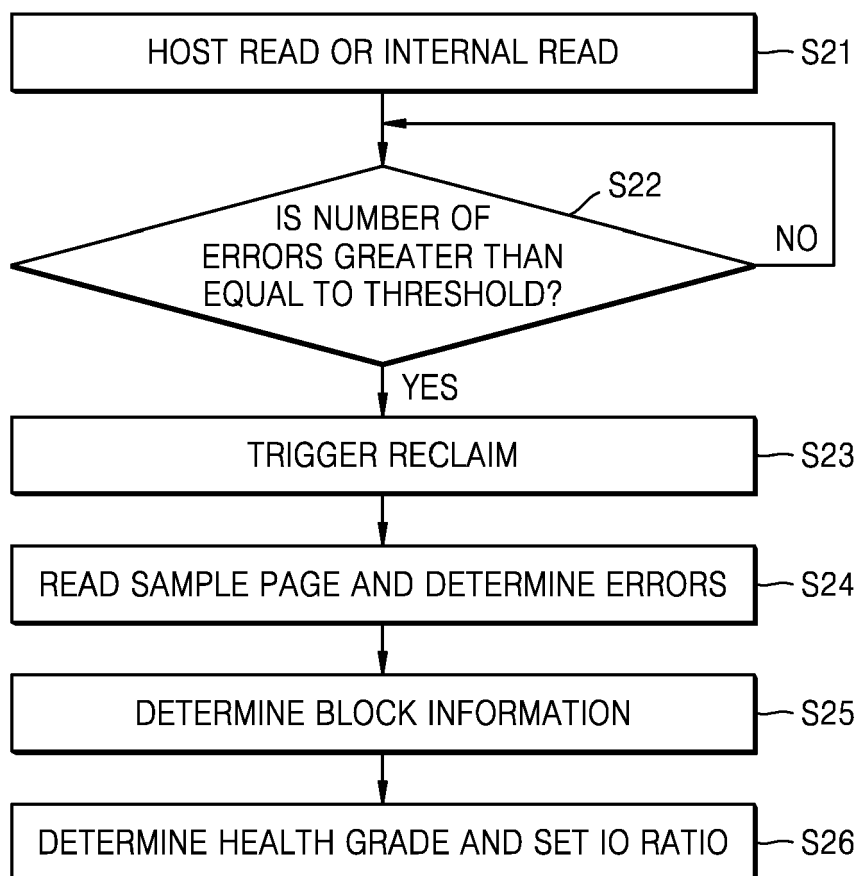 HOST READ OR INTERNAL READ
S21
S22
IS NUMBER OF
ERRORS GREATER THAN
EQUAL TO THRESHOLD?
NO
YES
TRIGGER RECLAIM
S23
READ SAMPLE PAGE AND DETERMINE ERRORS
S24
DETERMINE BLOCK INFORMATION
S25
DETERMINE HEALTH GRADE AND SET IO RATIO
S26